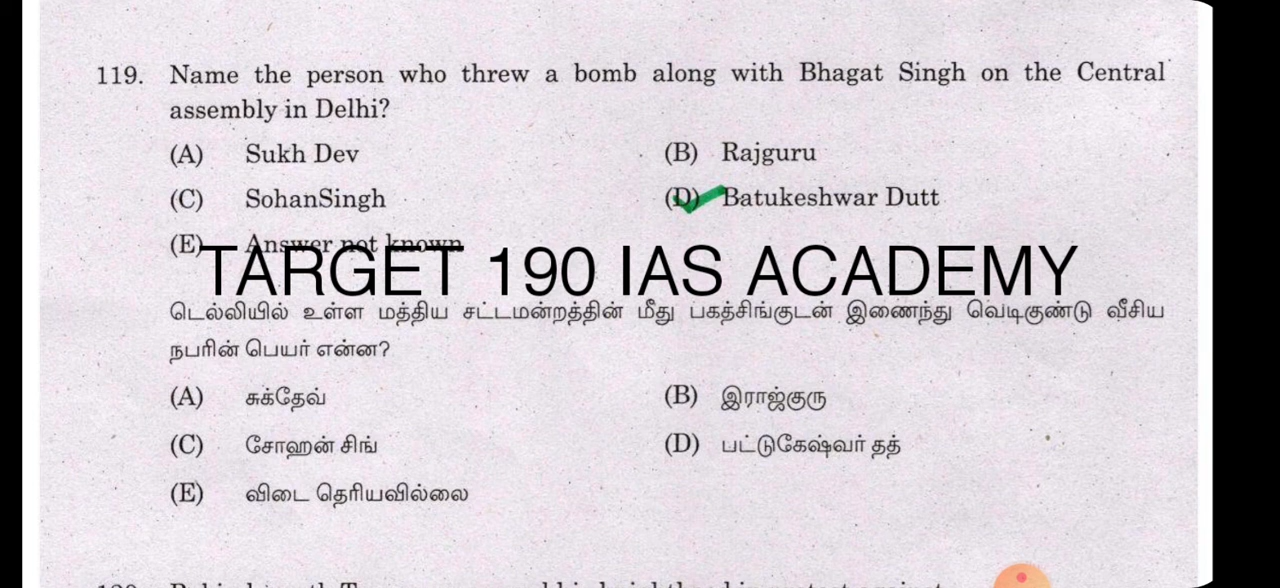 119. Name the person who threw a bomb along with Bhagat Singh on the Central
assembly in Delhi?
(A) Sukh Dev (B) Rajguru
(C) SohanSingh (D) Batukeshwar Dutt
(E) Answer not known
TARGET 190 IAS ACADEMY
டெல்லியில் உள்ள மத்திய சட்டமன்றத்தின் மீது பகத்சிங்குடன் இணைந்து வெடிகுண்டு வீசிய
நபரின் பெயர் என்ன?
(A) சுக்தேவ் (B) இராஜ்குரு
(C) சோஹன் சிங் (D) பட்டுகேஷ்வர் தத்
(E) விடை தெரியவில்லை